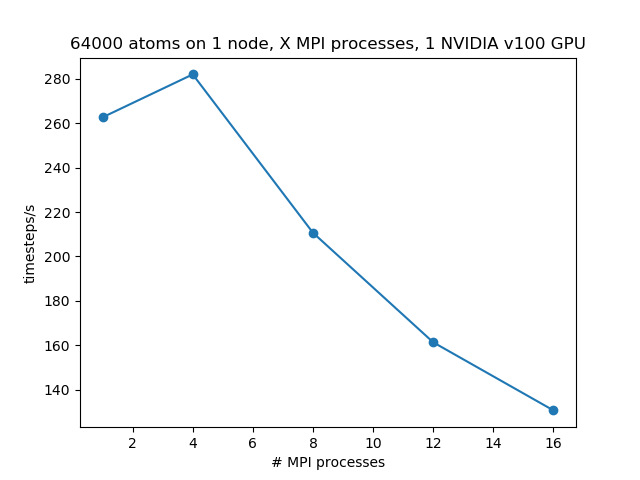 64000 atoms on 1 node, X MPI processes, 1 NVIDIA v100 GPU
280
260
240
220
200
180
160
140
timesteps/s
2 4 6 8 10 12 14 16
# MPI processes